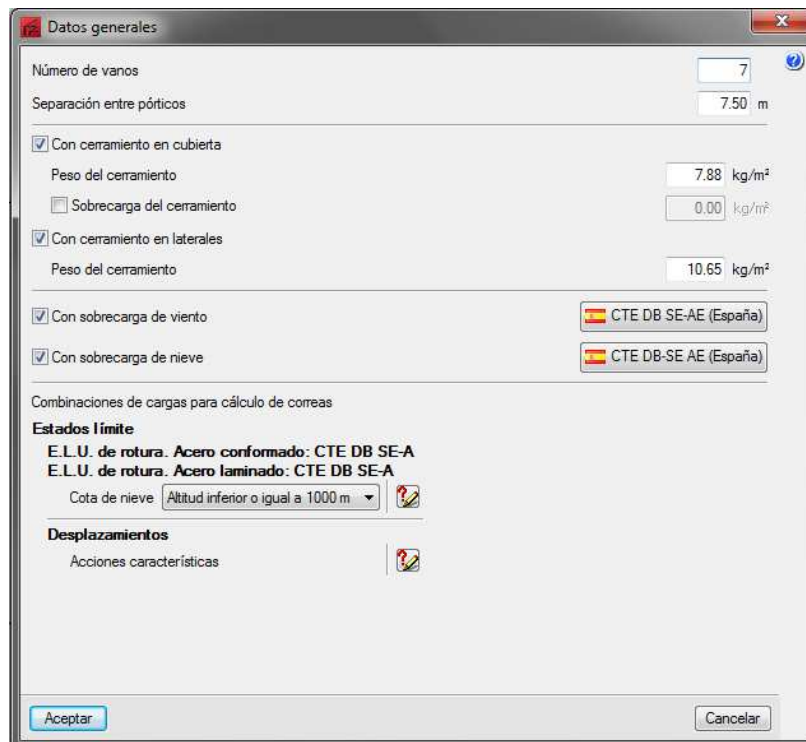 Datos generales
Número de vanos 7
Separación entre pórticos 7.50 m
Con cerramiento en cubierta
Peso del cerramiento 7.88 kg/m²
Sobrecarga del cerramiento 0.00 kg/m²
Con cerramiento en laterales
Peso del cerramiento 10.65 kg/m²
Con sobrecarga de viento CTE DB SE-AE (España)
Con sobrecarga de nieve CTE DB-SE AE (España)
Combinaciones de cargas para cálculo de correas
Estados límite
E.L.U. de rotura. Acero conformado: CTE DB SE-A
E.L.U. de rotura. Acero laminado: CTE DB SE-A
Cota de nieve Altitud inferior o igual a 1000 m
Desplazamientos
Acciones características
Aceptar Cancelar